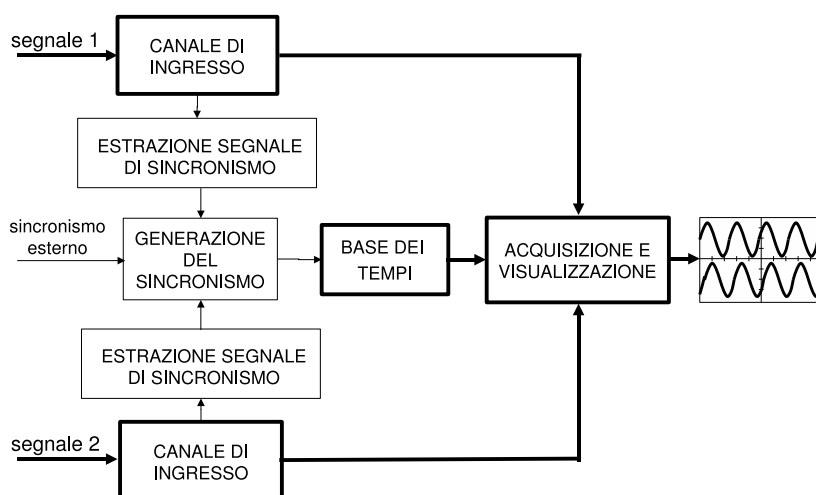 segnale 1
CANALE DI
INGRESSO
ESTRAZIONE SEGNALE
DI SINCRONISMO
sincronismo
esterno
GENERAZIONE
DEL
SINCRONISMO
BASE DEI
TEMPI
ACQUISIZIONE E
VISUALIZZAZIONE
ESTRAZIONE SEGNALE
DI SINCRONISMO
segnale 2
CANALE DI
INGRESSO